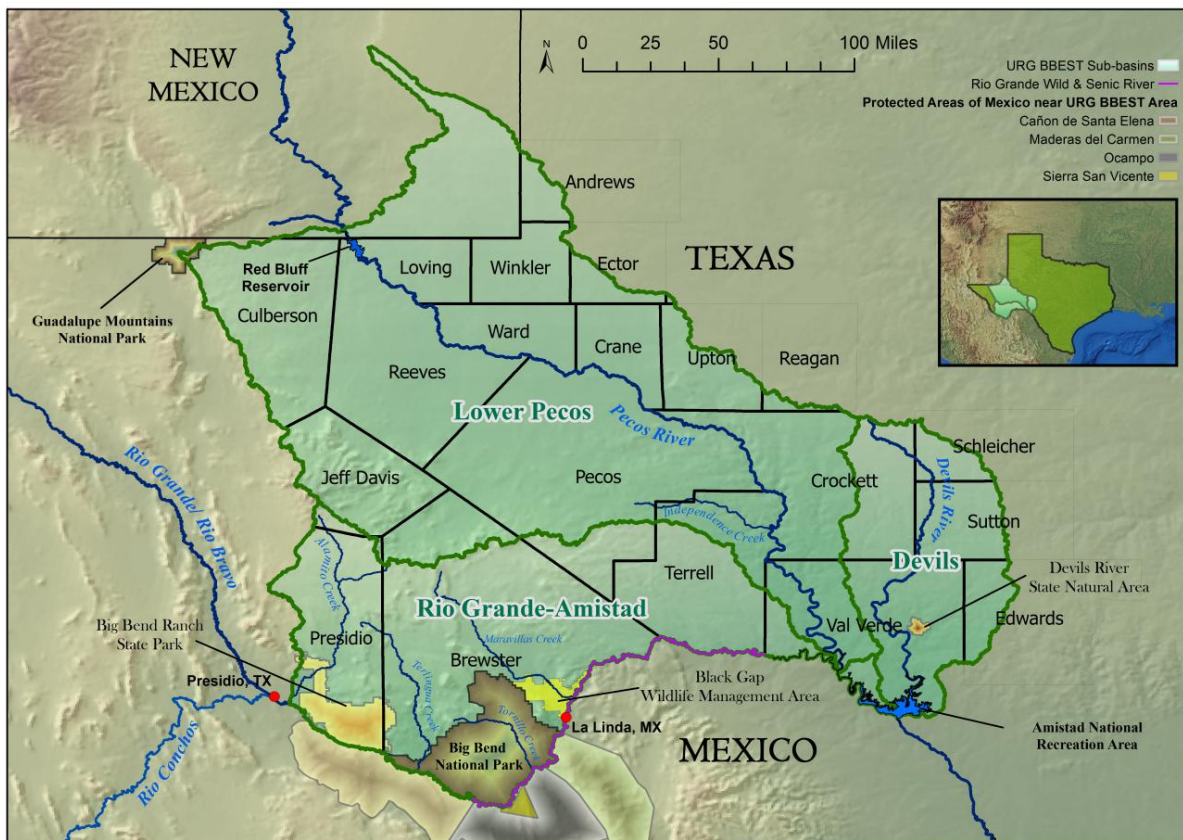 NEW
MEXICO
N
0 25 50 100 Miles
URG BBEST Sub-basins
Rio Grande Wild & Senic River
Protected Areas of Mexico near URG BBEST Area
Cañon de Santa Elena
Maderas del Carmen
Ocampo
Sierra San Vicente
Andrews
TEXAS
Red Bluff
Reservoir
Loving
Winkler
Ector
Guadalupe Mountains
National Park
Culberson
Ward
Crane
Upton
Reagan
Reeves
Lower Pecos
Pecos River
Rio Grande/ Rio Bravo
Jeff Davis
Pecos
Crockett
Devils River
Schleicher
Sutton
Independence Creek
Alamito Creek
Devils
Terrell
Devils River
State Natural Area
Rio Grande-Amistad
Big Bend Ranch
State Park
Presidio
Maravillas Creek
Val Verde
Edwards
Brewster
Terlingua Creek
Black Gap
Wildlife Management Area
Presidio, TX
Tornillo Creek
La Linda, MX
Rio Conchos
Big Bend
National Park
MEXICO
Amistad National
Recreation Area